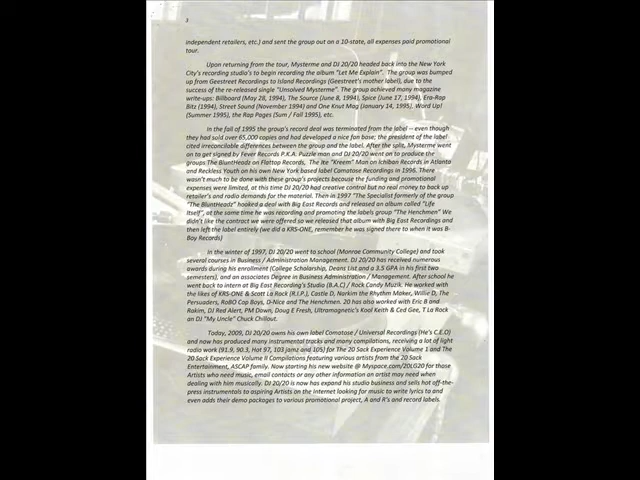 3
independent retailers, etc.) and sent the group out on a 10-state, all expenses paid promotional
tour.
Upon returning from the tour, Mysterme and DJ 20/20 headed back into the New York
City's recording studio's to begin recording the album "Let Me Explain". The group was bumped
up from Geestreet Recordings to Island Recordings (Geestreet's mother label), due to the
success of the re-released single "Unsolved Mysterme". The group achieved many magazine
write-ups: Billboard (May 28, 1994), The Source (June 8, 1994), Spice (June 17, 1994), Era-Rap
Bitz (1994), Street Sound (November 1994) and One Knut Mag (January 14, 1995). Word Up!
(Summer 1995), the Rap Pages (Sum / Fall 1995), etc.
In the fall of 1995 the group's record deal was terminated from the label -- even though
they had sold over 65,000 copies and had developed a nice fan base; the president of the label
cited irreconcilable differences between the group and the label. After the split, Mysterme went
on to get signed by Fever Records P.K.A. Puzzle man and DJ 20/20 went on to produce the
groups The BluntHeadz on Flattop Records, The Ite "Kreem" Man on Ichiban Records in Atlanta
and Reckless Youth on his own New York based label Comatose Recordings in 1996. There
wasn't much to be done with these group's projects because the funding and promotional
expenses were limited, at this time DJ 20/20 had creative control but no real money to back up
retailer's and radio demands for the material. Then in 1997 "The Specialist formerly of the group
"The BluntHeadz" hooked a deal with Big East Records and released an album called "Life
Itself", at the same time he was recording and promoting the labels group "The Henchmen" We
didn't like the contract we were offered so we released that album with Big East Recordings and
then left the label entirely (we did a KRS-ONE, remember he was signed there to when it was B-
Boy Records)
In the winter of 1997, DJ 20/20 went to school (Monroe Community College) and took
several courses in Business / Administration Management. DJ 20/20 has received numerous
awards during his enrollment (College Scholarship, Deans List and a 3.5 GPA in his first two
semesters), and an associates Degree in Business Administration / Management. After school he
went back to intern at Big East Recording's Studio (B.A.C) / Rock Candy Muzik. He worked with
the likes of KRS-ONE & Scott La Rock (R.I.P.), Castle D, Narkim the Rhythm Maker, Willie D, The
Persuaders, RoBO Cop Boys, D-Nice and The Henchmen. 20 has also worked with Eric B and
Rakim, DJ Red Alert, PM Down, Doug E Fresh, Ultramagnetic's Kool Keith & Ced Gee, T La Rock
an DJ "My Uncle" Chuck Chillout.
Today, 2009, DJ 20/20 owns his own label Comatose / Universal Recordings (He's C.E.O)
and now has produced many instrumental tracks and many compilations, receiving a lot of light
radio work (91.9, 90.3, Hot 97, 103 jamz and 105) for The 20 Sack Experience Volume 1 and The
20 Sack Experience Volume II Compilations featuring various artists from the 20 Sack
Entertainment, ASCAP family. Now starting his new website @ Myspace.com/20LG20 for those
Artists who need music, email contacts or any other information an artist may need when
dealing with him musically. DJ 20/20 is now has expand his studio business and sells hot off-the-
press instrumentals to aspiring Artists on the Internet looking for music to write lyrics to and
even adds their demo packages to various promotional project, A and R's and record labels.